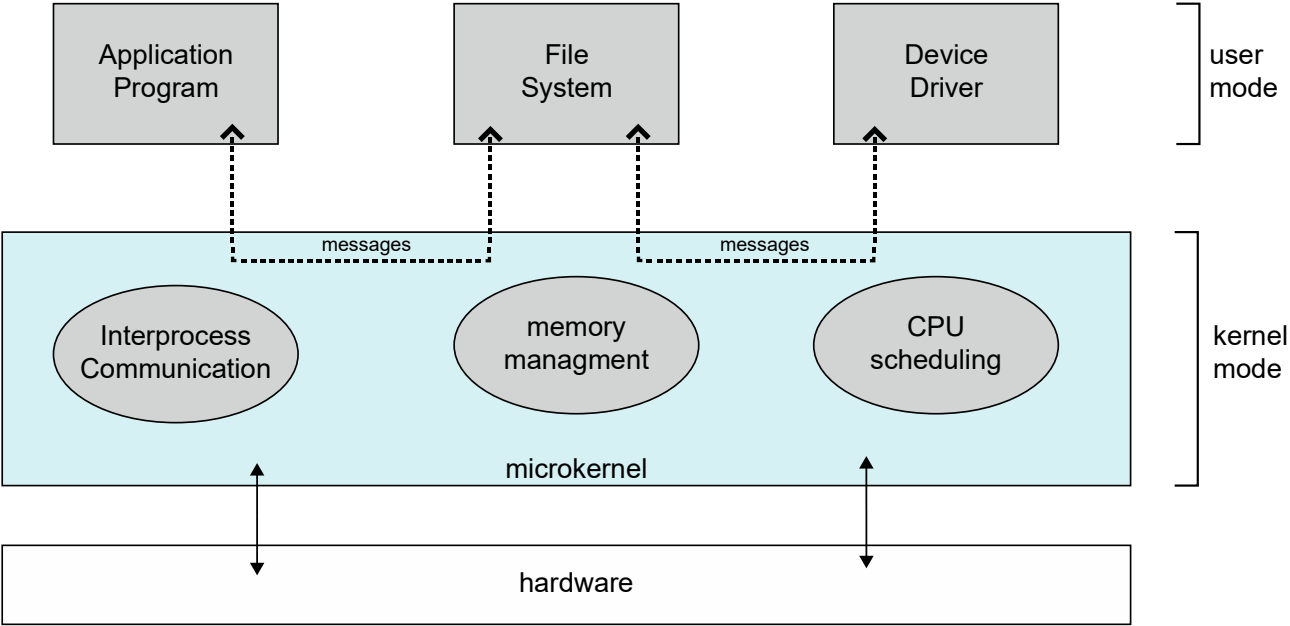 Application
Program
File
System
Device
Driver
user
mode
messages
messages
Interprocess
Communication
memory
managment
CPU
scheduling
kernel
mode
microkernel
hardware